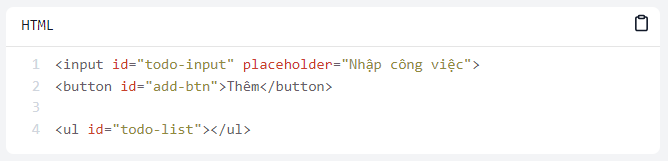 HTML
1 <input id="todo-input" placeholder="Nhập công việc">
2 <button id="add-btn">Thêm</button>
3
4 <ul id="todo-list"></ul>